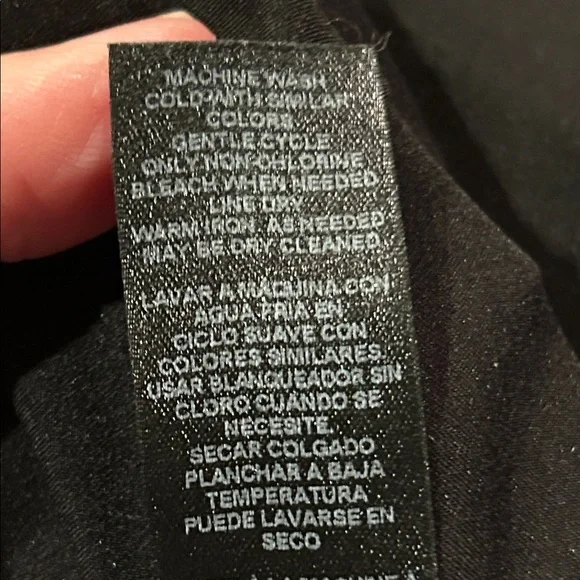 MACHINE WASH
COLD WITH SIMILAR
COLORS
GENTLE CYCLE
ONLY NON-CHLORINE
BLEACH WHEN NEEDED
LINE DRY
WARM IRON AS NEEDED
MAY BE DRY CLEANED
LAVAR A MAQUINA CON
AGUA FRIA EN
CICLO SUAVE CON
COLORES SIMILARES.
USAR BLANQUEADOR SIN
CLORO CUANDO SE
NECESITE.
SECAR COLGADO
PLANCHAR A BAJA
TEMPERATURA
PUEDE LAVARSE EN
SECO